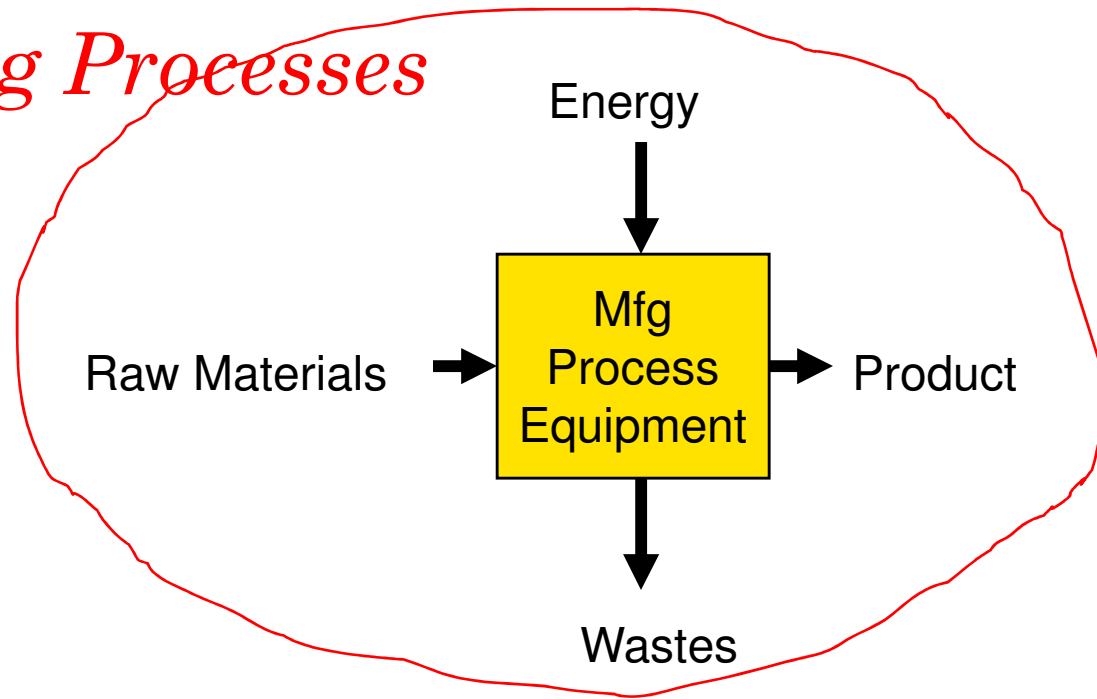 g Processes
Energy
Mfg
Process
Equipment
Raw Materials
Product
Wastes